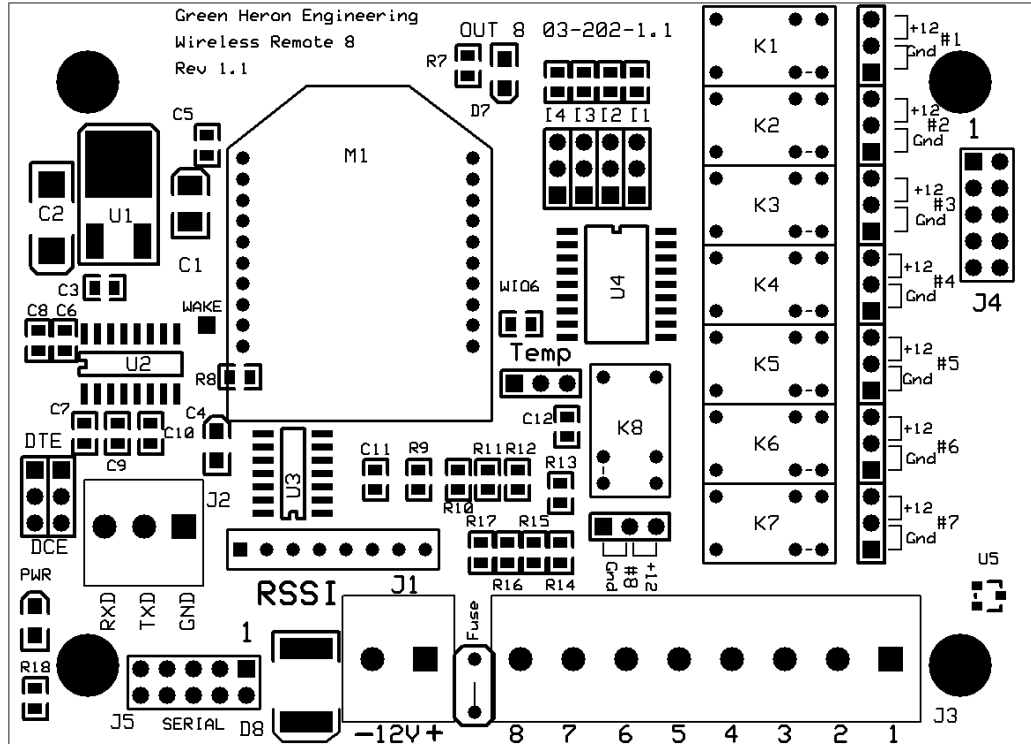 Green Heron Engineering
Wireless Remote 8
Rev 1.1
OUT 8 03-202-1.1
R7
D7
I4 I3 I2 I1
C5
M1
U1
C2
C1
C3
WAKE
C8 C6
U2
R8
C7
C9
C10
C4
DTE
DCE
U3
C11
R9
R10
R11
R12
R13
C12
WIO6
Temp
U4
K1
K2
K3
K4
K5
K6
K7
K8
+12
Gnd
#1
+12
Gnd
#2
+12
Gnd
#3
+12
Gnd
#4
+12
Gnd
#5
+12
Gnd
#6
+12
Gnd
#7
1
J4
J2
RXD
TXD
GND
PWR
R18
R17
R15
R16
R14
Gnd
#8
+12
U5
RSSI
J1
1
J5
SERIAL
D8
Fuse
-12V+
8 7 6 5 4 3 2 1
J3